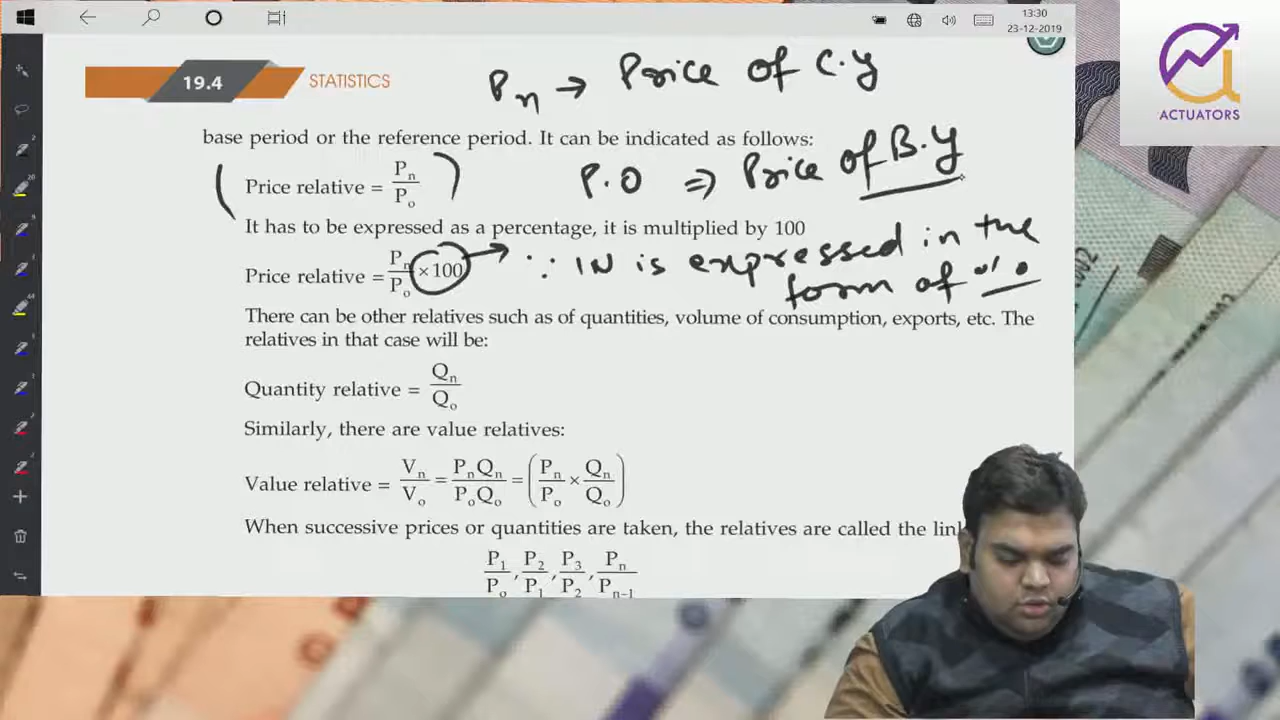 13:30
23-12-2019
ACTUATORS
19.4 STATISTICS
Pn → Price of C.y
base period or the reference period. It can be indicated as follows:
Price relative = Pn/Po
P.O ⇒ Price of B.y
It has to be expressed as a percentage, it is multiplied by 100
Price relative = Pn/Po × 100
∵ IN is expressed in the
form of %
There can be other relatives such as of quantities, volume of consumption, exports, etc. The
relatives in that case will be:
Quantity relative = Qn/Qo
Similarly, there are value relatives:
Value relative = Vn/Vo = PnQn/PoQo = (Pn/Po × Qn/Qo)
When successive prices or quantities are taken, the relatives are called the
P1/Po, P2/P1, P3/P2, Pn/Pn−1